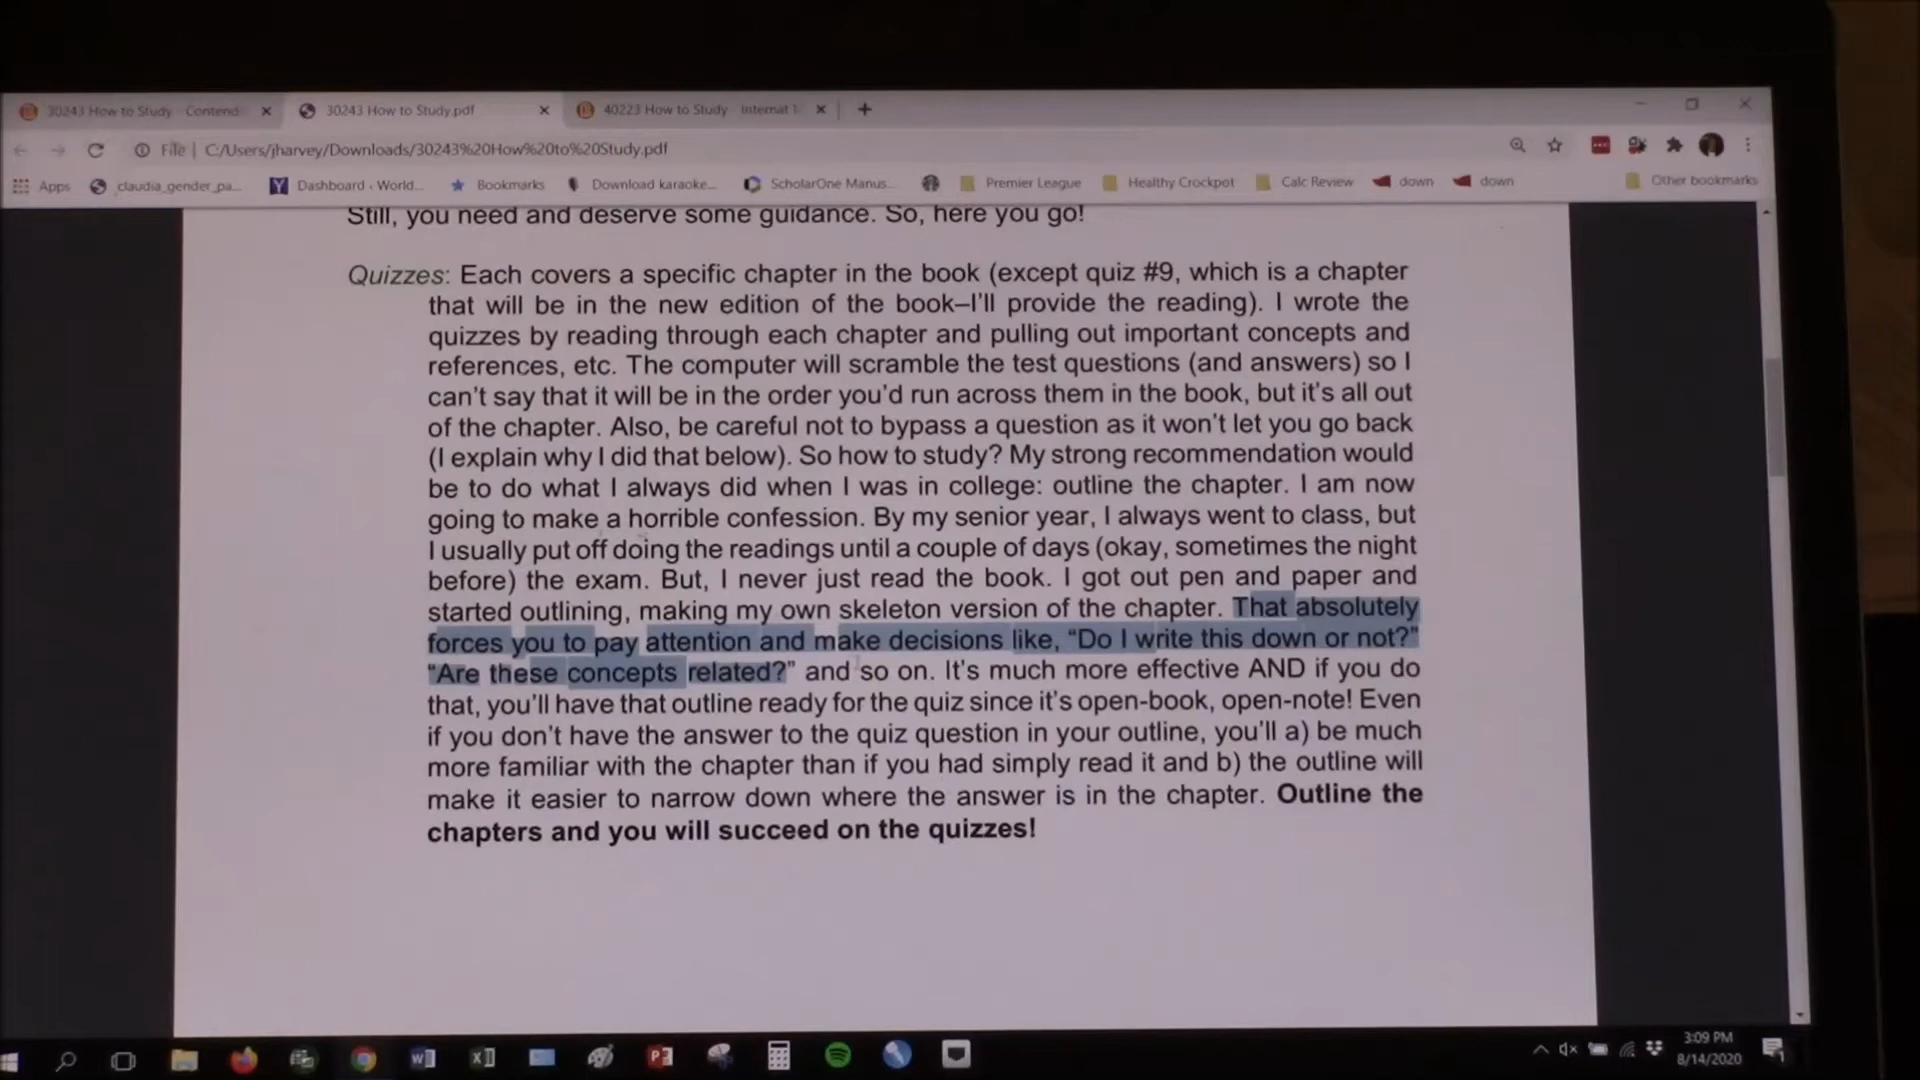 30243 How to Study - Contend
30243 How to Study.pdf
40223 How to Study - Internat
File | C:/Users/jharvey/Downloads/30243%20How%20to%20Study.pdf
Apps
claudia_gender_pa...
Dashboard - World...
Bookmarks
Download karaoke...
ScholarOne Manus...
Premier League
Healthy Crockpot
Calc Review
down
down
Other bookmarks
Still, you need and deserve some guidance. So, here you go!
Quizzes: Each covers a specific chapter in the book (except quiz #9, which is a chapter
that will be in the new edition of the book–I'll provide the reading). I wrote the
quizzes by reading through each chapter and pulling out important concepts and
references, etc. The computer will scramble the test questions (and answers) so I
can't say that it will be in the order you'd run across them in the book, but it's all out
of the chapter. Also, be careful not to bypass a question as it won't let you go back
(I explain why I did that below). So how to study? My strong recommendation would
be to do what I always did when I was in college: outline the chapter. I am now
going to make a horrible confession. By my senior year, I always went to class, but
I usually put off doing the readings until a couple of days (okay, sometimes the night
before) the exam. But, I never just read the book. I got out pen and paper and
started outlining, making my own skeleton version of the chapter. That absolutely
forces you to pay attention and make decisions like, “Do I write this down or not?”
“Are these concepts related?” and so on. It's much more effective AND if you do
that, you'll have that outline ready for the quiz since it's open-book, open-note! Even
if you don't have the answer to the quiz question in your outline, you'll a) be much
more familiar with the chapter than if you had simply read it and b) the outline will
make it easier to narrow down where the answer is in the chapter. Outline the
chapters and you will succeed on the quizzes!
3:09 PM
8/14/2020